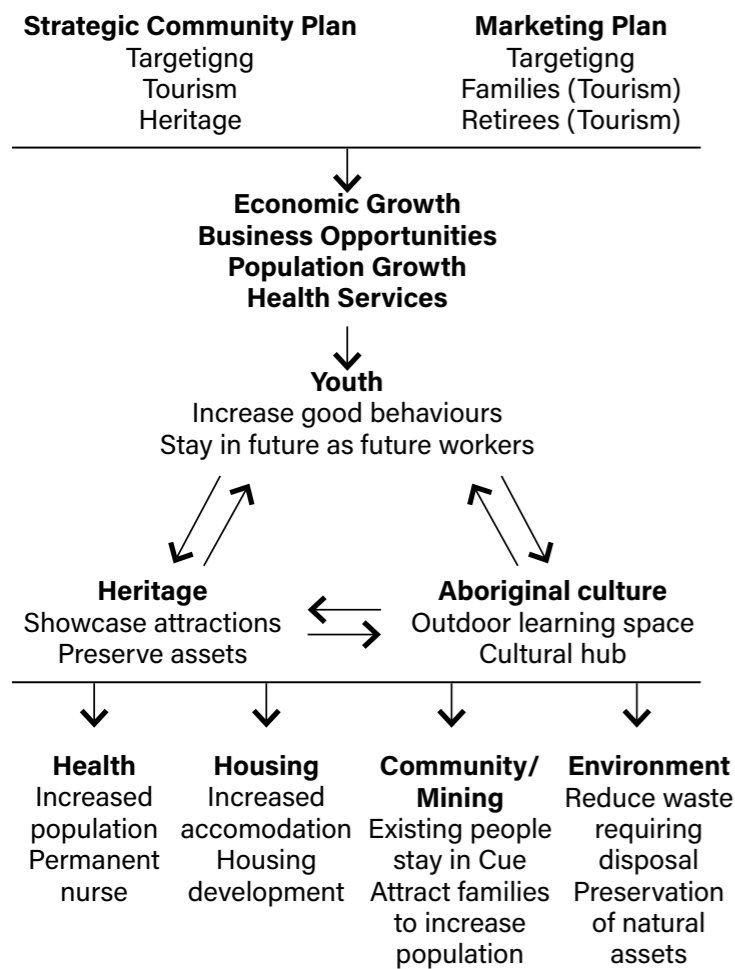 Strategic Community Plan
Targetigng
Tourism
Heritage
Marketing Plan
Targetigng
Families (Tourism)
Retirees (Tourism)
Economic Growth
Business Opportunities
Population Growth
Health Services
Youth
Increase good behaviours
Stay in future as future workers
Heritage
Showcase attractions
Preserve assets
Aboriginal culture
Outdoor learning space
Cultural hub
Health
Increased
population
Permanent
nurse
Housing
Increased
accomodation
Housing
development
Community/
Mining
Existing people
stay in Cue
Attract families
to increase
population
Environment
Reduce waste
requiring
disposal
Preservation
of natural
assets